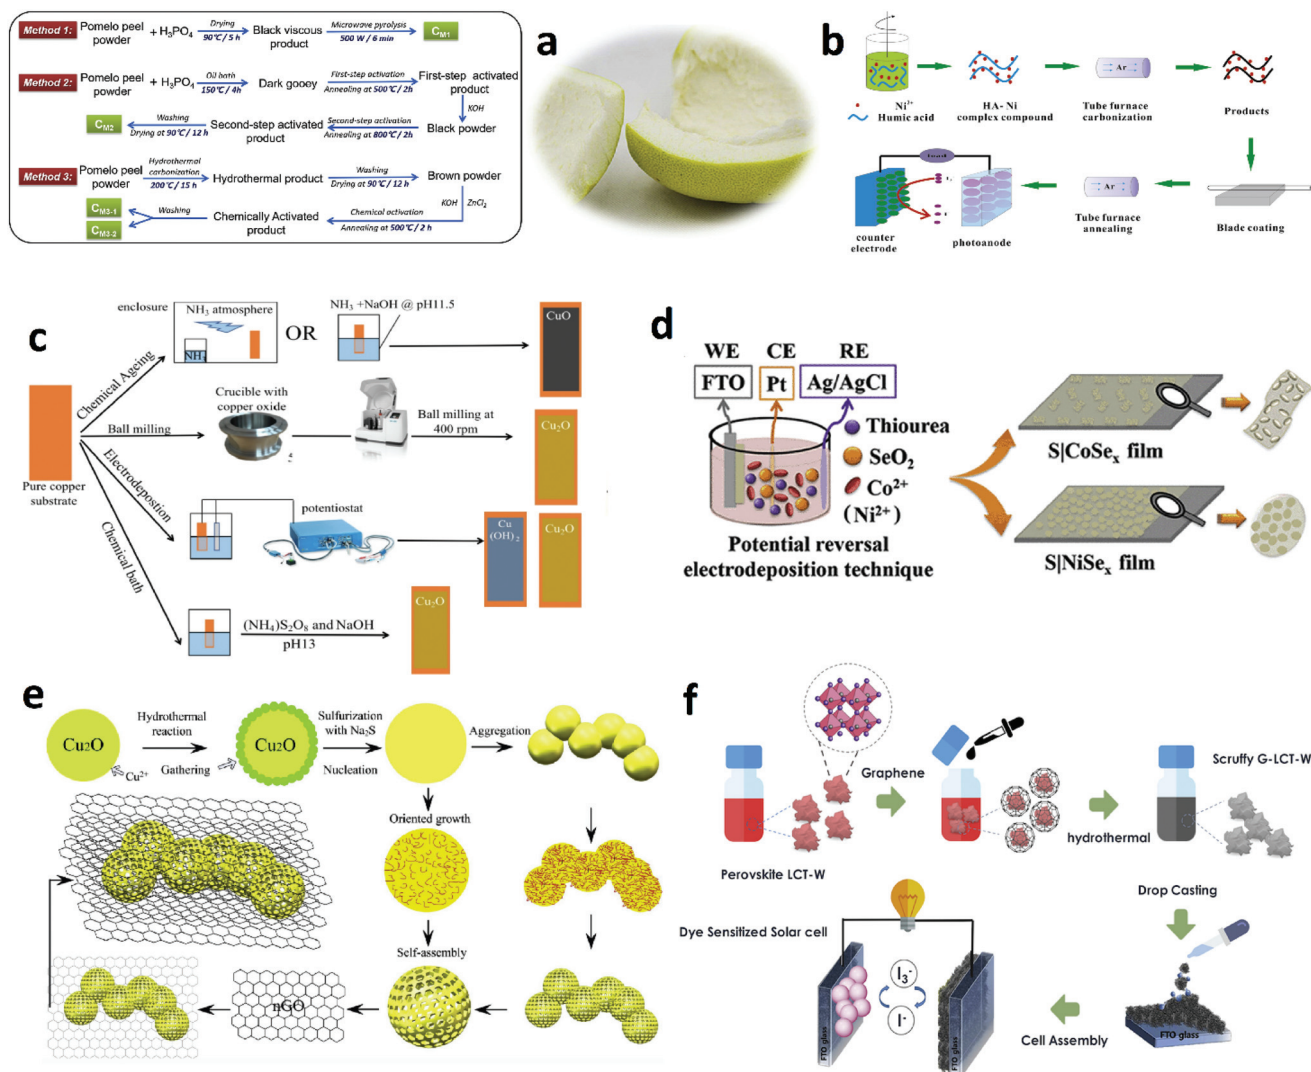 Method 1:
Pomelo peel
powder
+ H₃PO₄
Drying
90℃/ 5 h
Black viscous
product
Microwave pyrolysis
500 W / 6 min
C_M1
Method 2:
Pomelo peel
powder
+ H₃PO₄
Oil bath
150℃/ 4h
Dark gooey
First-step activation
Annealing at 500℃/ 2h
First-step activated
product
KOH
Black powder
Second-step activation
Annealing at 800℃/ 2h
Second-step activated
product
Washing
Drying at 90℃/ 12 h
C_M2
Method 3:
Pomelo peel
powder
Hydrothermal
carbonization
200℃/ 15 h
Hydrothermal product
Washing
Drying at 90℃/ 12 h
Brown powder
KOH
ZnCl₂
Chemical activation
Annealing at 500℃/ 2 h
Chemically Activated
product
Washing
C_M3-1
C_M3-2
a
b
Ni²⁺
Humic acid
HA- Ni
complex compound
Ar
Tube furnace
carbonization
Products
Blade coating
Ar
Tube furnace
annealing
photoanode
counter
electrode
c
Pure copper
substrate
Chemical Ageing
enclosure
NH₃ atmosphere
NH₃
OR
NH₃ +NaOH @ pH11.5
CuO
Ball milling
Crucible with
copper oxide
Ball milling at
400 rpm
Cu₂O
Electrodepostion
potentiostat
Cu
(OH)₂
Cu₂O
Chemical bath
(NH₄)S₂O₈ and NaOH
pH13
Cu₂O
d
WE
CE
RE
FTO
Pt
Ag/AgCl
Thiourea
SeO₂
Co²⁺
(Ni²⁺)
Potential reversal
electrodeposition technique
S|CoSeₓ film
S|NiSeₓ film
e
Cu₂O
Cu²⁺
Hydrothermal
reaction
Gathering
Cu₂O
Sulfurization
with Na₂S
Nucleation
Aggregation
Oriented growth
Self-assembly
nGO
f
Perovskite LCT-W
Graphene
hydrothermal
Scruffy G-LCT-W
Drop Casting
FTO glass
Cell Assembly
Dye Sensitized Solar cell
FTO glass
I₃⁻
I⁻
FTO glass